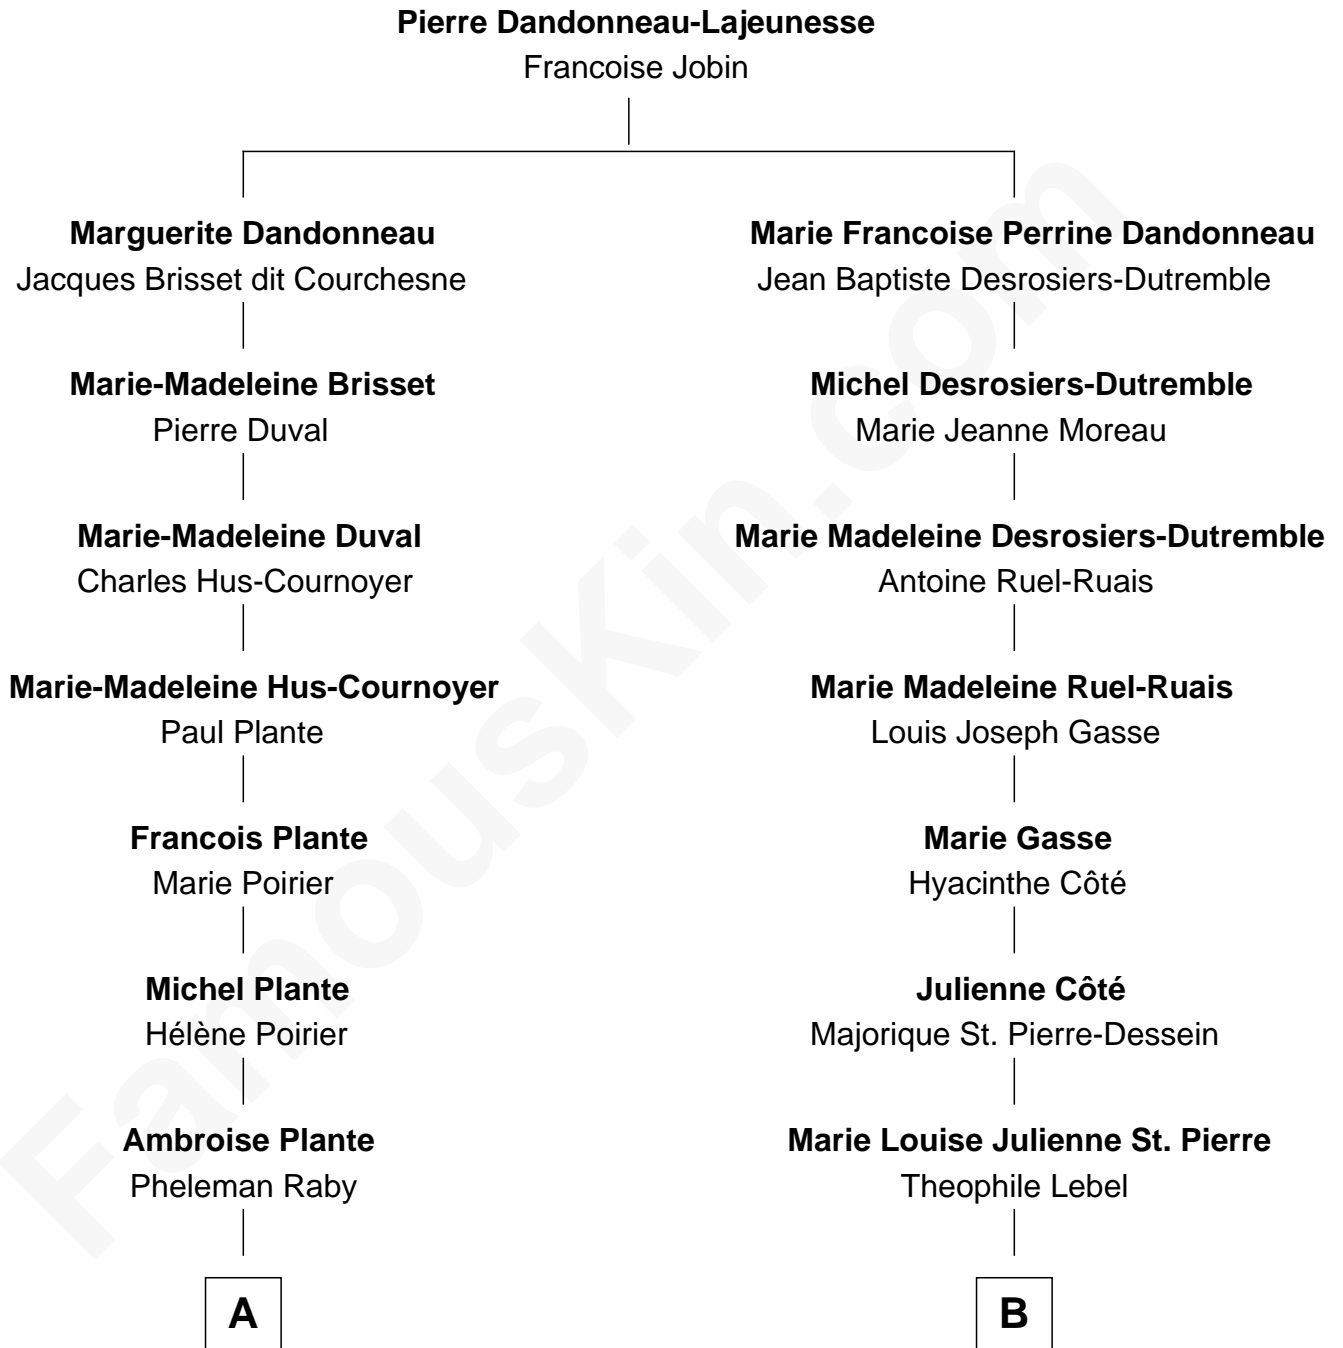 Pierre Dandonneau-Lajeunesse
Francoise Jobin
Marguerite Dandonneau
Jacques Brisset dit Courchesne
Marie Francoise Perrine Dandonneau
Jean Baptiste Desrosiers-Dutremble
Marie-Madeleine Brisset
Pierre Duval
Michel Desrosiers-Dutremble
Marie Jeanne Moreau
Marie-Madeleine Duval
Charles Hus-Cournoyer
Marie Madeleine Desrosiers-Dutremble
Antoine Ruel-Ruais
Marie-Madeleine Hus-Cournoyer
Paul Plante
Marie Madeleine Ruel-Ruais
Louis Joseph Gasse
Francois Plante
Marie Poirier
Marie Gasse
Hyacinthe Côté
Michel Plante
Hélène Poirier
Julienne Côté
Majorique St. Pierre-Dessein
Ambroise Plante
Pheleman Raby
Marie Louise Julienne St. Pierre
Theophile Lebel
A
B
FamousKin.com